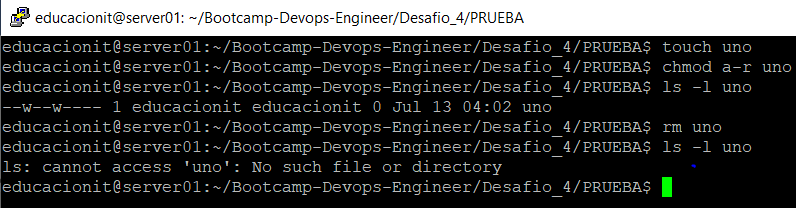 educacionit@server01: ~/Bootcamp-Devops-Engineer/Desafio_4/PRUEBA
educacionit@server01:~/Bootcamp-Devops-Engineer/Desafio_4/PRUEBA$ touch uno
educacionit@server01:~/Bootcamp-Devops-Engineer/Desafio_4/PRUEBA$ chmod a-r uno
educacionit@server01:~/Bootcamp-Devops-Engineer/Desafio_4/PRUEBA$ ls -l uno
--w--w---- 1 educacionit educacionit 0 Jul 13 04:02 uno
educacionit@server01:~/Bootcamp-Devops-Engineer/Desafio_4/PRUEBA$ rm uno
educacionit@server01:~/Bootcamp-Devops-Engineer/Desafio_4/PRUEBA$ ls -l uno
ls: cannot access 'uno': No such file or directory
educacionit@server01:~/Bootcamp-Devops-Engineer/Desafio_4/PRUEBA$